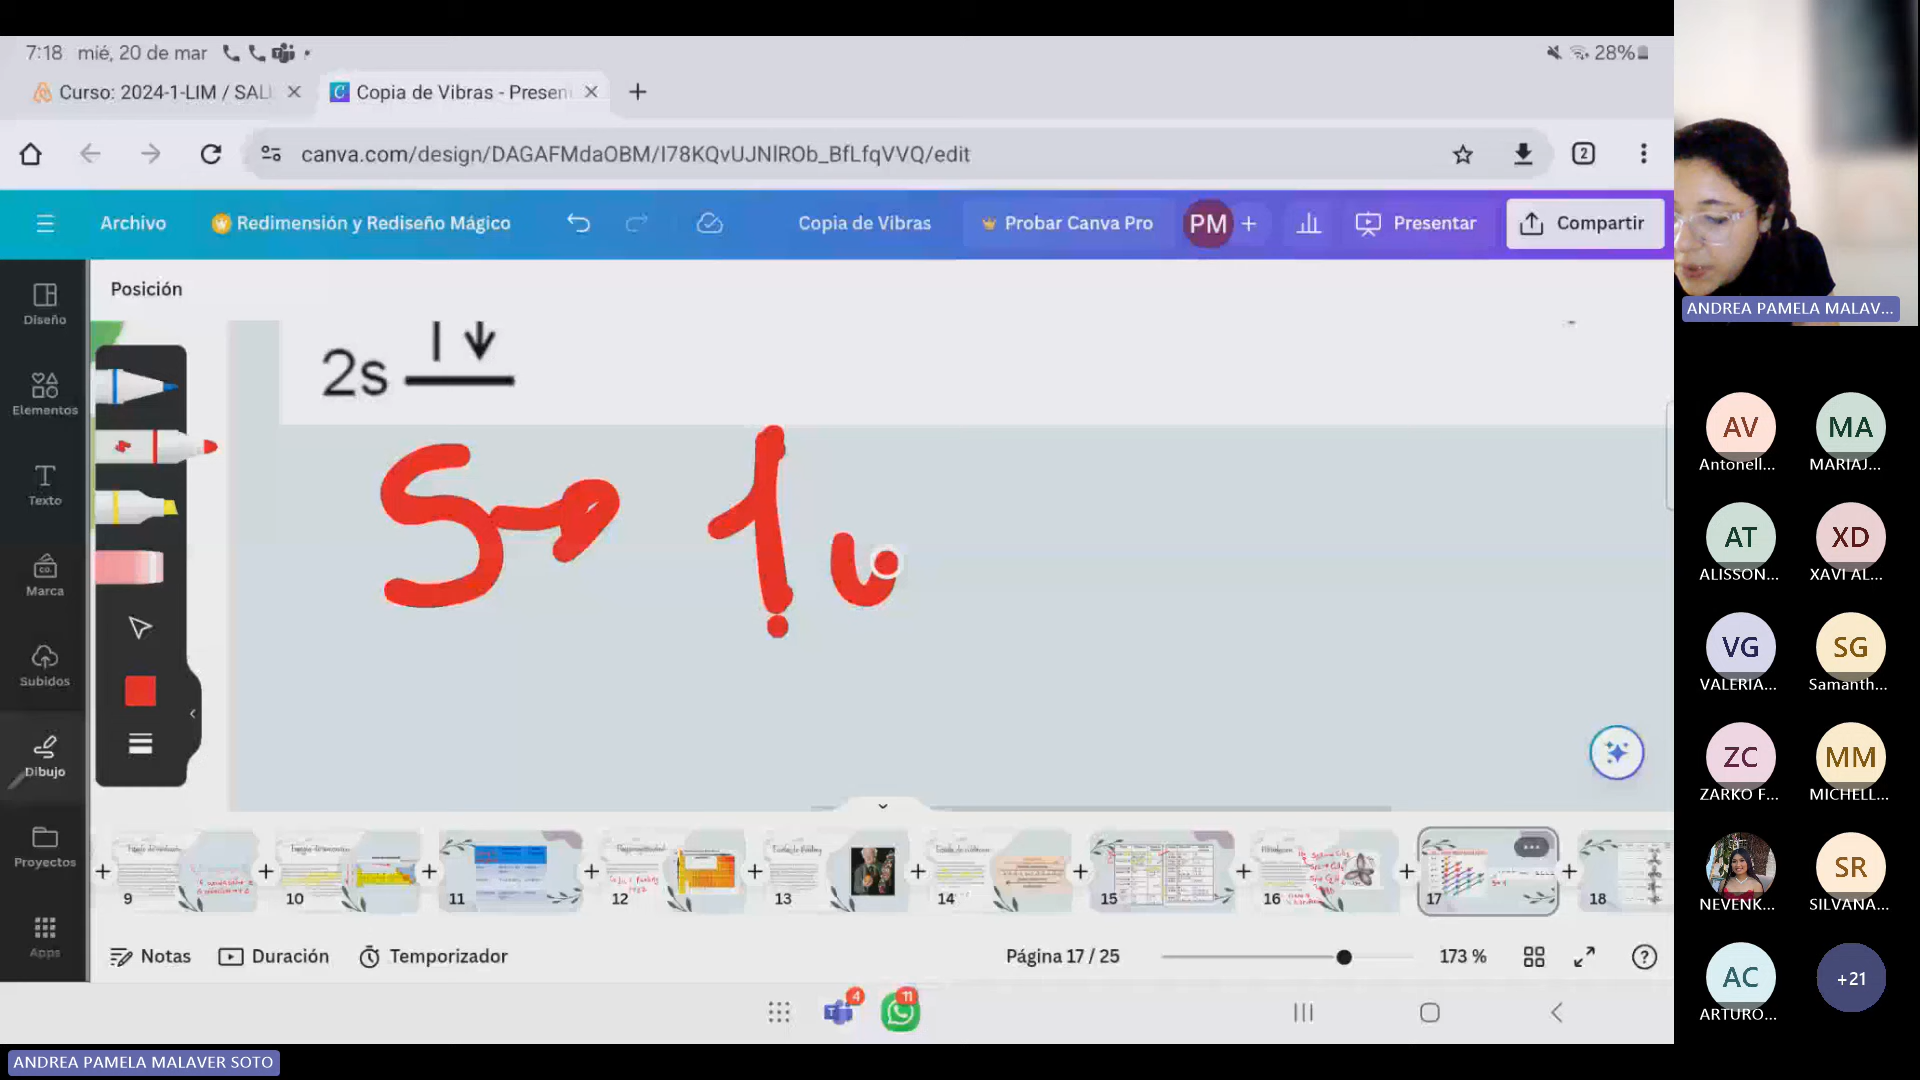 7:18 mié, 20 de mar
28%
Curso: 2024-1-LIM / SAL
Copia de Vibras - Presen
canva.com/design/DAGAFMdaOBM/I78KQvUJNlROb_BfLfqVVQ/edit
2
Archivo
Redimensión y Rediseño Mágico
Copia de Vibras
Probar Canva Pro
PM
Presentar
Compartir
Posición
Diseño
Elementos
Texto
Marca
Subidos
Dibujo
Proyectos
Apps
2s
S
1
9
10
11
12
13
14
15
16
17
18
Notas
Duración
Temporizador
Página 17 / 25
173 %
4
11
ANDREA PAMELA MALAVER SOTO
ANDREA PAMELA MALAV...
AV
Antonell...
MA
MARIAJ...
AT
ALISSON...
XD
XAVI AL...
VG
VALERIA...
SG
Samanth...
ZC
ZARKO F...
MM
MICHELL...
NEVENK...
SR
SILVANA...
AC
ARTURO...
+21